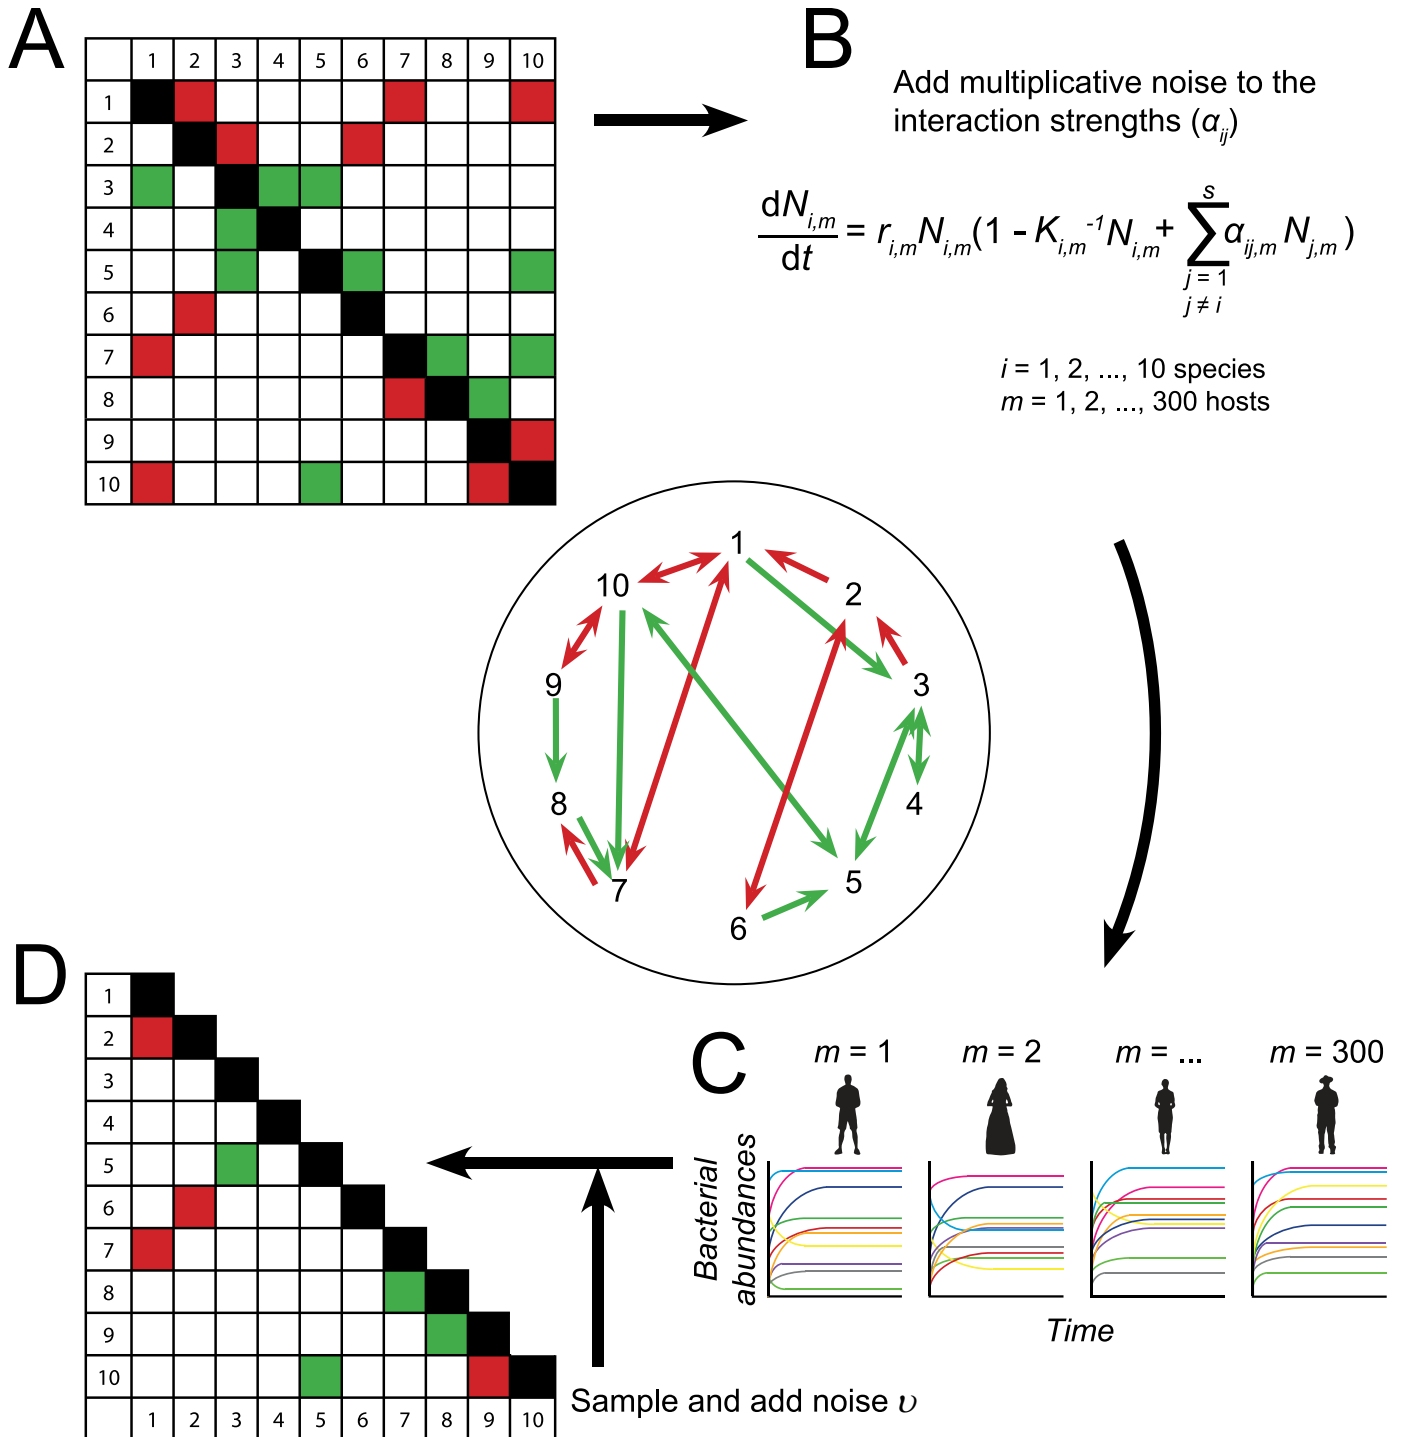 A
1 2 3 4 5 6 7 8 9 10
1
2
3
4
5
6
7
8
9
10
B
Add multiplicative noise to the
interaction strengths (αij)
dNi,m
dt
= ri,mNi,m(1 - Ki,m-1Ni,m+ ∑ αij,m Nj,m)
s
j = 1
j ≠ i
i = 1, 2, ..., 10 species
m = 1, 2, ..., 300 hosts
1
2
3
4
5
6
7
8
9
10
C
m = 1 m = 2 m = ... m = 300
Bacterial
abundances
Time
D
1
2
3
4
5
6
7
8
9
10
1 2 3 4 5 6 7 8 9 10
Sample and add noise υ